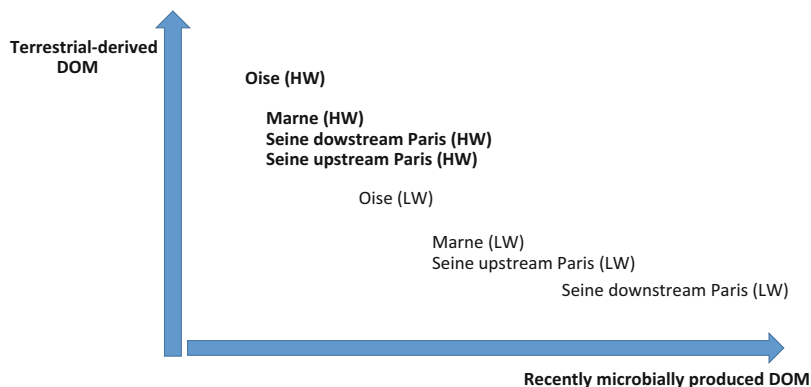 Terrestrial-derived
DOM
Oise (HW)
Marne (HW)
Seine dowstream Paris (HW)
Seine upstream Paris (HW)
Oise (LW)
Marne (LW)
Seine upstream Paris (LW)
Seine downstream Paris (LW)
Recently microbially produced DOM